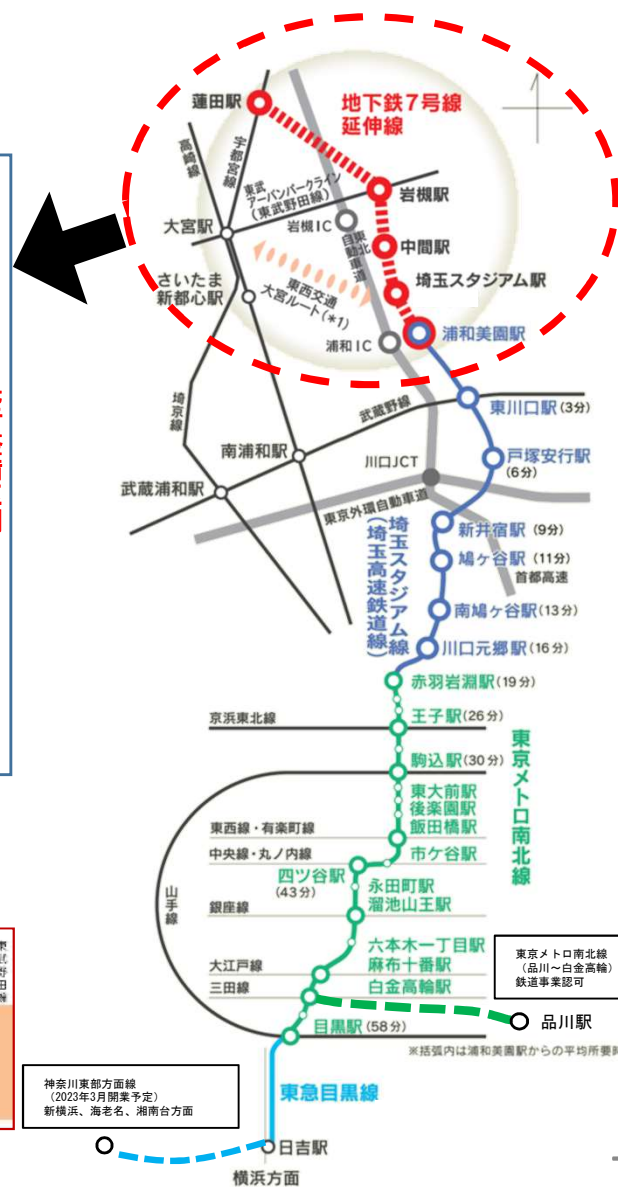 蓮田駅
地下鉄7号線
延伸線
高崎線
宇都宮線
東武
アーバンパークライン
(東武野田線)
岩槻駅
大宮駅
岩槻IC
東北
自動車道
中間駅
さいたま
新都心駅
東西交通
大宮ルート(*1)
埼玉スタジアム駅
浦和IC
浦和美園駅
埼京線
武蔵野線
東川口駅(3分)
南浦和駅
川口JCT
戸塚安行駅
(6分)
武蔵浦和駅
東京外環自動車道
新井宿駅(9分)
鳩ヶ谷駅(11分)
首都高速
埼玉スタジアム線
(埼玉高速鉄道線)
南鳩ヶ谷駅(13分)
川口元郷駅(16分)
赤羽岩淵駅(19分)
京浜東北線
王子駅(26分)
駒込駅(30分)
東京メトロ南北線
東大前駅
後楽園駅
東西線・有楽町線
飯田橋駅
中央線・丸ノ内線
市ケ谷駅
四ツ谷駅
(43分)
山手線
永田町駅
銀座線
溜池山王駅
六本木一丁目駅
大江戸線
麻布十番駅
三田線
白金高輪駅
東京メトロ南北線
(品川～白金高輪)
鉄道事業認可
目黒駅(58分)
品川駅
※括弧内は浦和美園駅からの平均所要時
神奈川東部方面線
(2023年3月開業予定)
新横浜、海老名、湘南台方面
東急目黒線
日吉駅
横浜方面